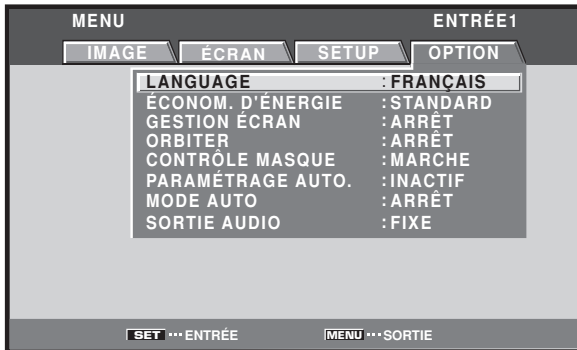 MENU ENTRÉE1
IMAGE ÉCRAN SETUP OPTION
LANGUAGE :FRANÇAIS
ÉCONOM. D'ÉNERGIE :STANDARD
GESTION ÉCRAN :ARRÊT
ORBITER :ARRÊT
CONTRÔLE MASQUE :MARCHE
PARAMÉTRAGE AUTO. :INACTIF
MODE AUTO :ARRÊT
SORTIE AUDIO :FIXE
SET ··· ENTRÉE MENU ··· SORTIE